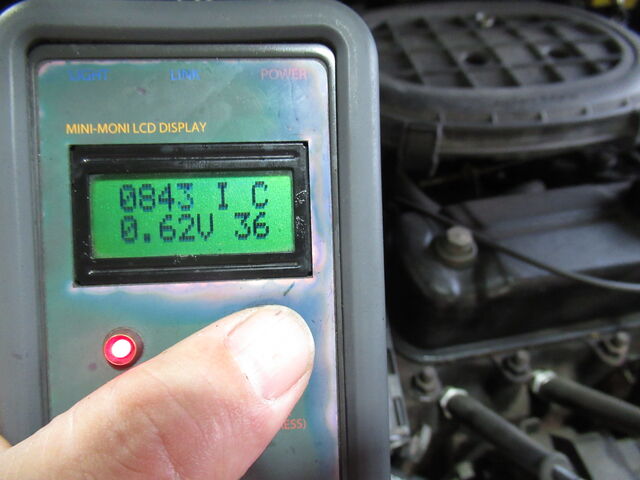 LIGHT LINK POWER
MINI-MONI LCD DISPLAY
0843 I C
0.62V 36